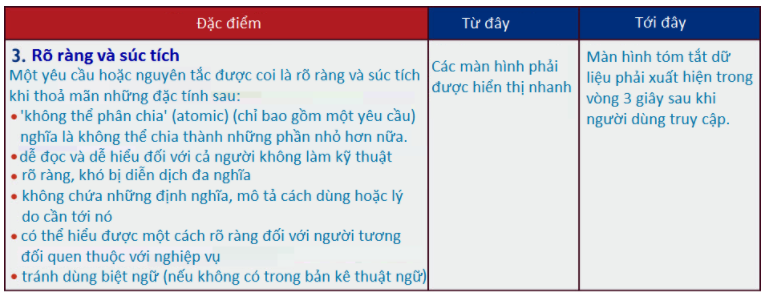 Đặc điểm
Từ đây
Tới đây
3. Rõ ràng và súc tích
Một yêu cầu hoặc nguyên tắc được coi là rõ ràng và súc tích
khi thoả mãn những đặc tính sau:
• 'không thể phân chia' (atomic) (chỉ bao gồm một yêu cầu)
nghĩa là không thể chia thành những phần nhỏ hơn nữa.
• dễ đọc và dễ hiểu đối với cả người không làm kỹ thuật
• rõ ràng, khó bị diễn dịch đa nghĩa
• không chứa những định nghĩa, mô tả cách dùng hoặc lý
do cần tới nó
• có thể hiểu được một cách rõ ràng đối với người tương
đối quen thuộc với nghiệp vụ
• tránh dùng biệt ngữ (nếu không có trong bản kê thuật ngữ)
Các màn hình phải
được hiển thị nhanh
Màn hình tóm tắt dữ
liệu phải xuất hiện trong
vòng 3 giây sau khi
người dùng truy cập.